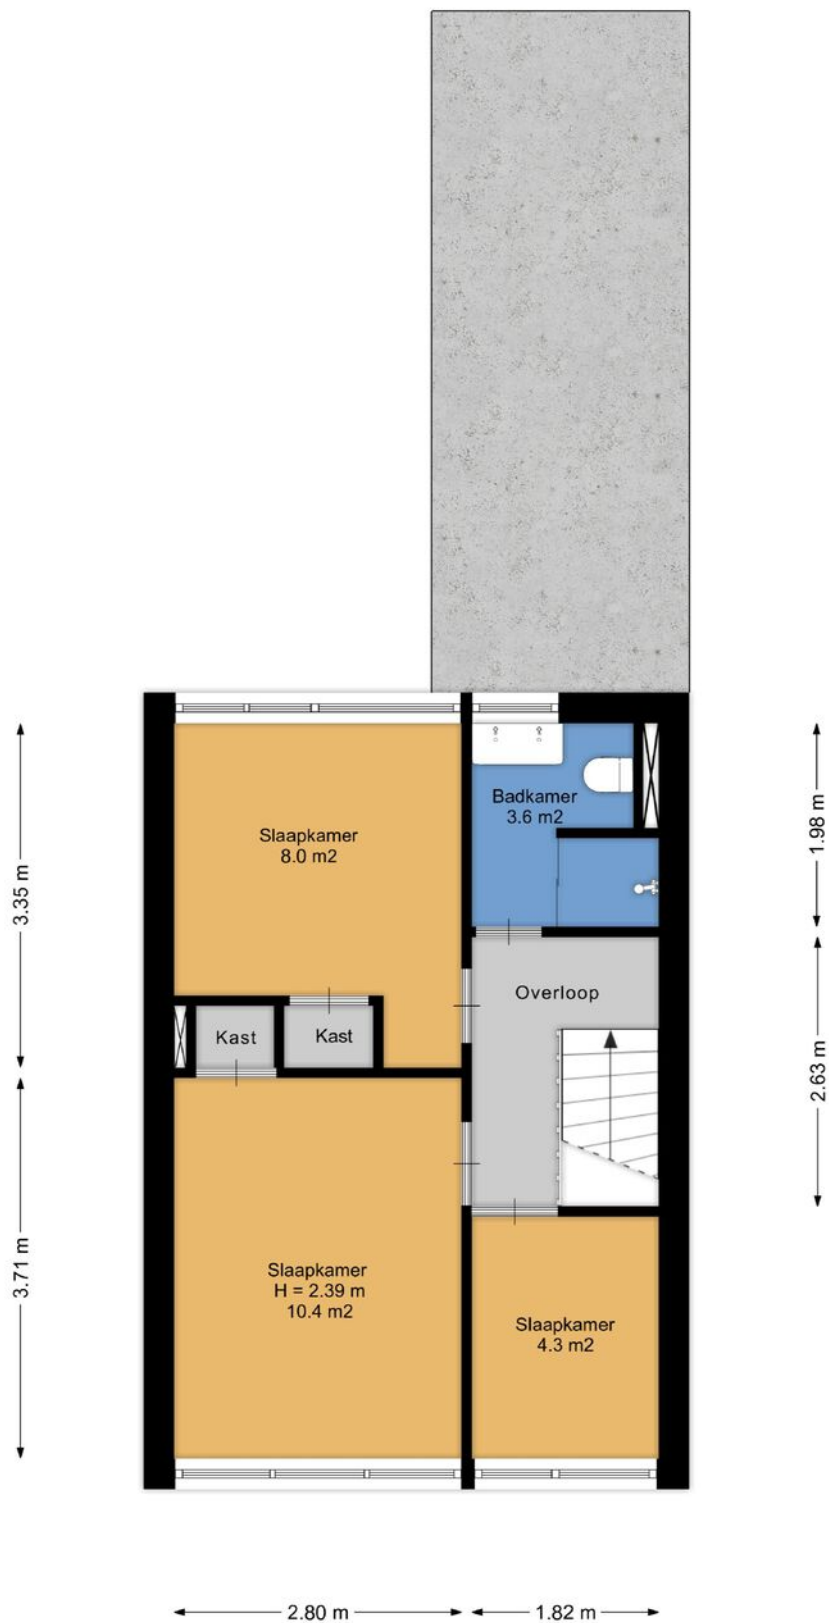 Badkamer
3.6 m2
Slaapkamer
8.0 m2
3.35 m
1.98 m
Overloop
Kast
Kast
2.63 m
3.71 m
Slaapkamer
H = 2.39 m
10.4 m2
Slaapkamer
4.3 m2
2.80 m
1.82 m